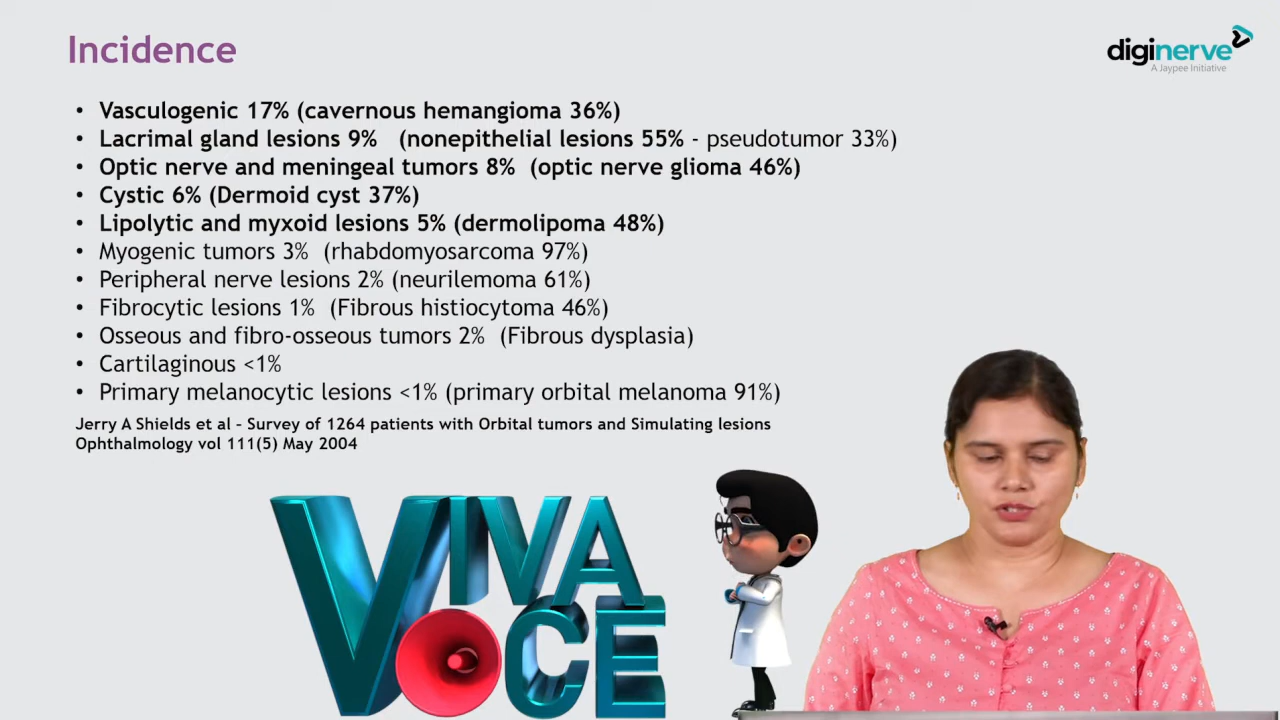 Incidence
diginerve
A Jaypee Initiative
• Vasculogenic 17% (cavernous hemangioma 36%)
• Lacrimal gland lesions 9% (nonepithelial lesions 55% - pseudotumor 33%)
• Optic nerve and meningeal tumors 8% (optic nerve glioma 46%)
• Cystic 6% (Dermoid cyst 37%)
• Lipolytic and myxoid lesions 5% (dermolipoma 48%)
• Myogenic tumors 3% (rhabdomyosarcoma 97%)
• Peripheral nerve lesions 2% (neurilemoma 61%)
• Fibrocytic lesions 1% (Fibrous histiocytoma 46%)
• Osseous and fibro-osseous tumors 2% (Fibrous dysplasia)
• Cartilaginous <1%
• Primary melanocytic lesions <1% (primary orbital melanoma 91%)
Jerry A Shields et al – Survey of 1264 patients with Orbital tumors and Simulating lesions
Ophthalmology vol 111(5) May 2004
VIVA
VOCE